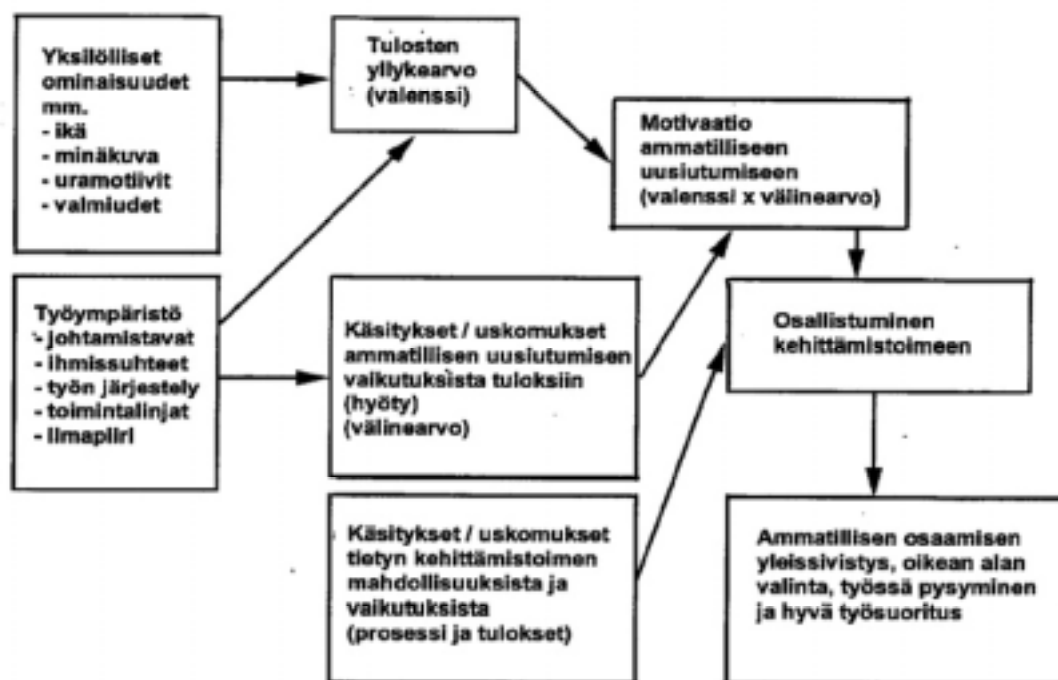 Yksilölliset
ominaisuudet
mm.
- ikä
- minäkuva
- uramotiivit
- valmiudet
Tulosten
yllykearvo
(valenssi)
Motivaatio
ammatilliseen
uusiutumiseen
(valenssi x välinearvo)
Työympäristö
- johtamistavat
- ihmissuhteet
- työn järjestely
- toimintalinjat
- ilmapiiri
Käsitykset / uskomukset
ammatillisen uusiutumisen
vaikutuksista tuloksiin
(hyöty)
(välinearvo)
Osallistuminen
kehittämistoimeen
Käsitykset / uskomukset
tietyn kehittämistoimen
mahdollisuuksista ja
vaikutuksista
(prosessi ja tulokset)
Ammatillisen osaamisen
yleissivistys, oikean alan
valinta, työssä pysyminen
ja hyvä työsuoritus